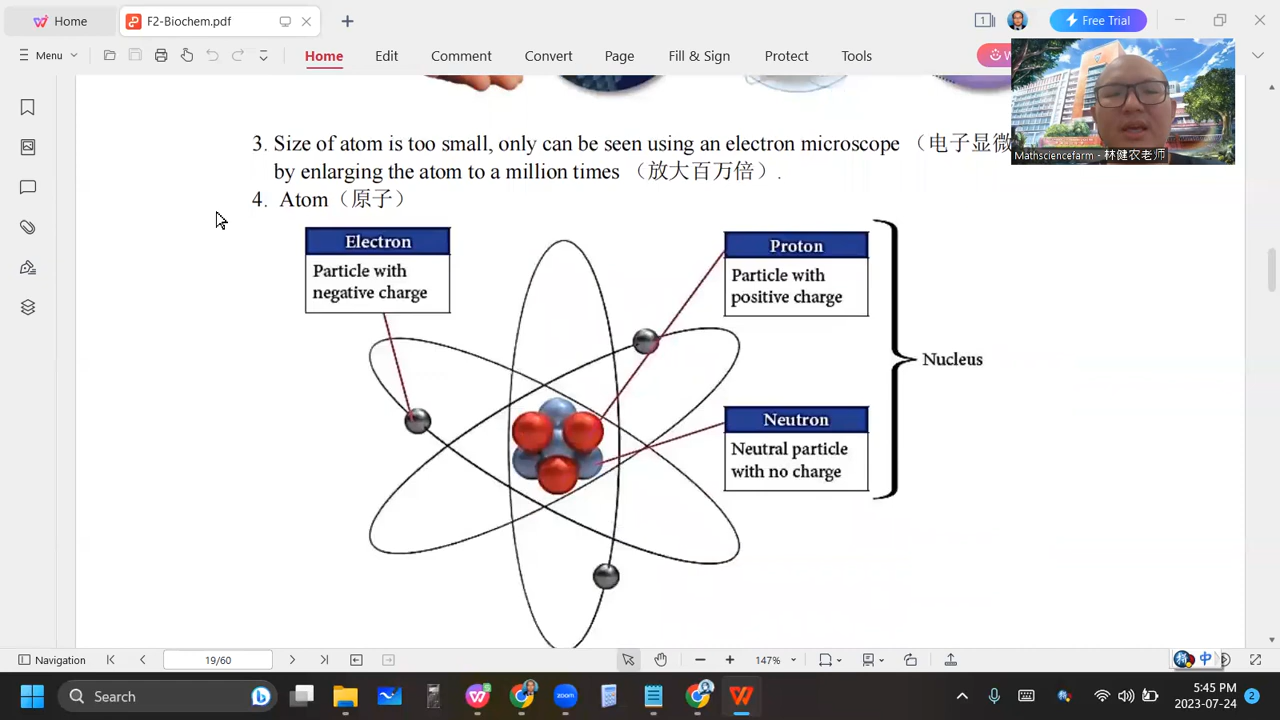 Home
F2-Biochem.pdf
1
Free Trial
Menu
Home
Edit
Comment
Convert
Page
Fill & Sign
Protect
Tools
3. Size of atom is too small, only can be seen using an electron microscope （电子显微
by enlarging the atom to a million times （放大百万倍）.
Mathsciencefarm - 林健农老师
4. Atom（原子）
Electron
Particle with
negative charge
Proton
Particle with
positive charge
Nucleus
Neutron
Neutral particle
with no charge
Navigation
19/60
147%
中
Search
5:45 PM
2023-07-24
2